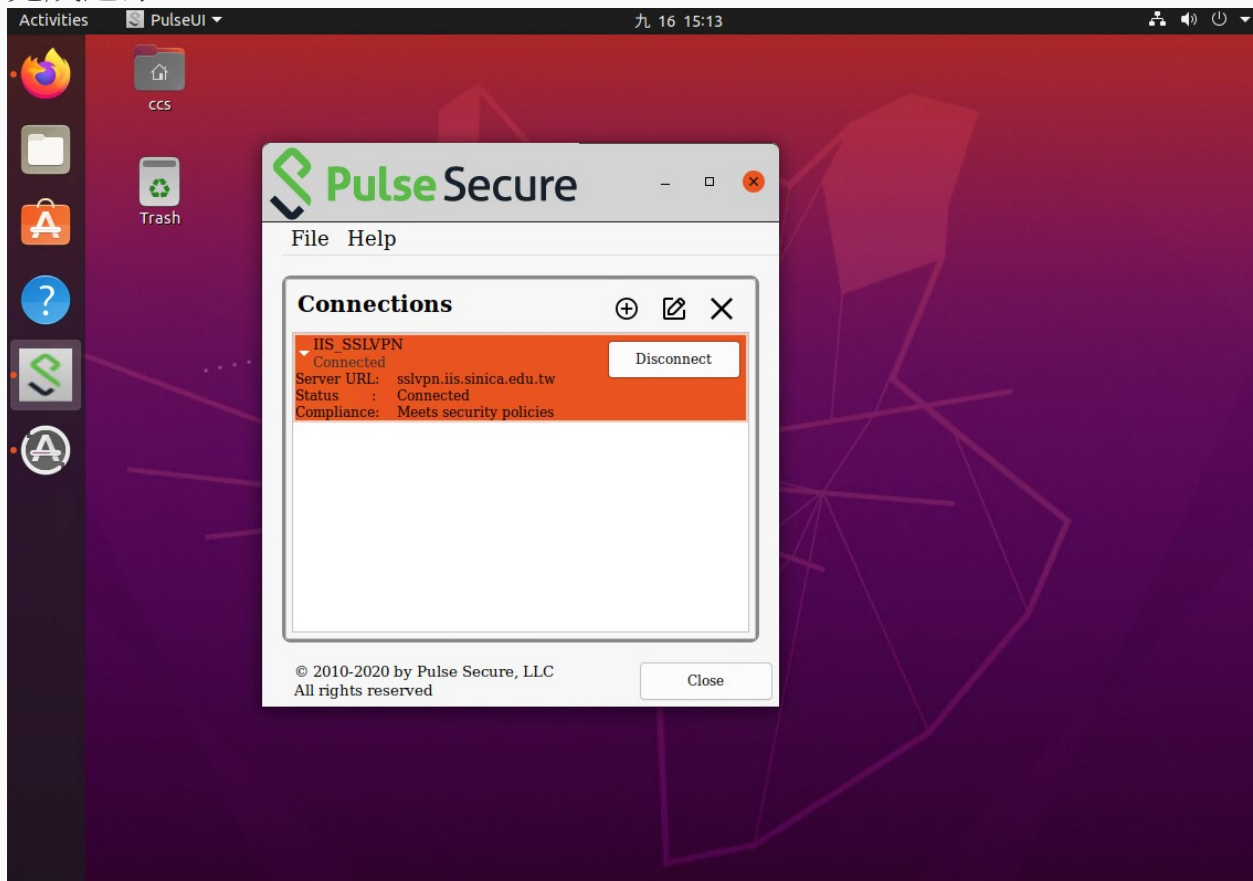 Activities PulseUI 九 16 15:13
ccs
Trash
Pulse Secure
File Help
Connections
IIS_SSLVPN
Connected
Disconnect
Server URL: sslvpn.iis.sinica.edu.tw
Status : Connected
Compliance: Meets security policies
© 2010-2020 by Pulse Secure, LLC
All rights reserved
Close